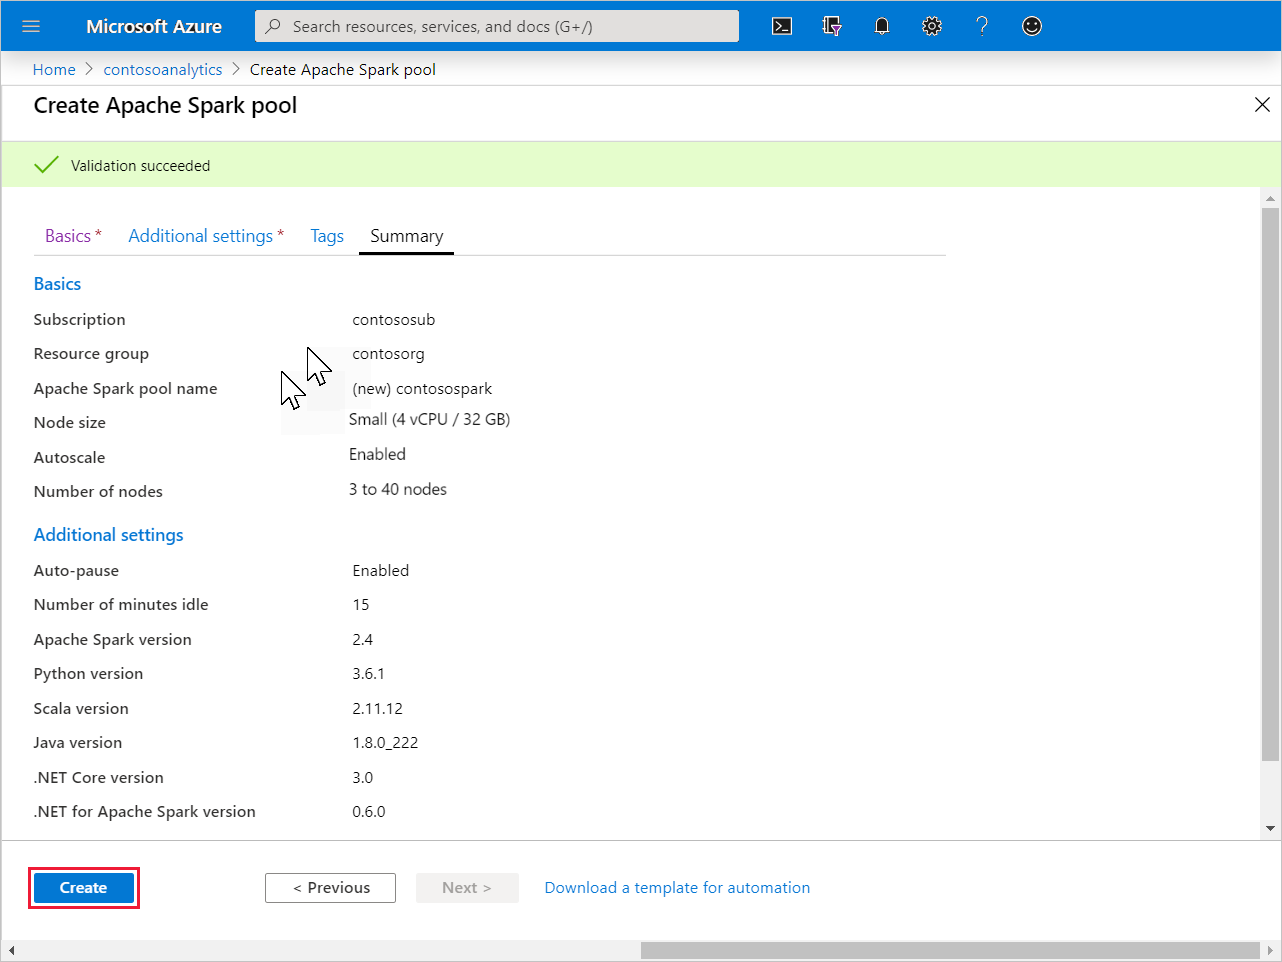 Microsoft Azure
Search resources, services, and docs (G+/)
Home > contosoanalytics > Create Apache Spark pool
Create Apache Spark pool
Validation succeeded
Basics * Additional settings * Tags Summary
Basics
Subscription contososub
Resource group contosorg
Apache Spark pool name (new) contosospark
Node size Small (4 vCPU / 32 GB)
Autoscale Enabled
Number of nodes 3 to 40 nodes
Additional settings
Auto-pause Enabled
Number of minutes idle 15
Apache Spark version 2.4
Python version 3.6.1
Scala version 2.11.12
Java version 1.8.0_222
.NET Core version 3.0
.NET for Apache Spark version 0.6.0
Create < Previous Next > Download a template for automation